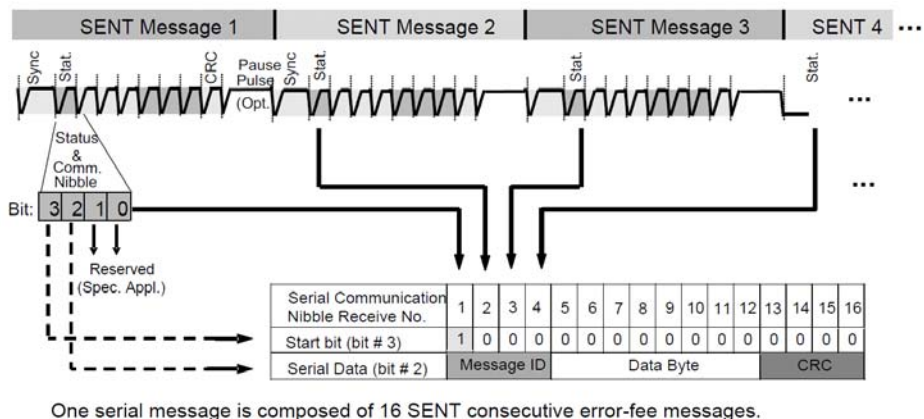 SENT Message 1 SENT Message 2 SENT Message 3 SENT 4 ...
Sync Stat. CRC Pause Pulse (Opt. Sync Stat. Stat. Stat. ...
Status & Comm. Nibble
...
Bit: 3 2 1 0
Reserved
(Spec. Appl.)
Serial Communication Nibble Receive No. 1 2 3 4 5 6 7 8 9 10 11 12 13 14 15 16
Start bit (bit # 3) 1 0 0 0 0 0 0 0 0 0 0 0 0 0 0 0
Serial Data (bit # 2) Message ID Data Byte CRC
One serial message is composed of 16 SENT consecutive error-fee messages.